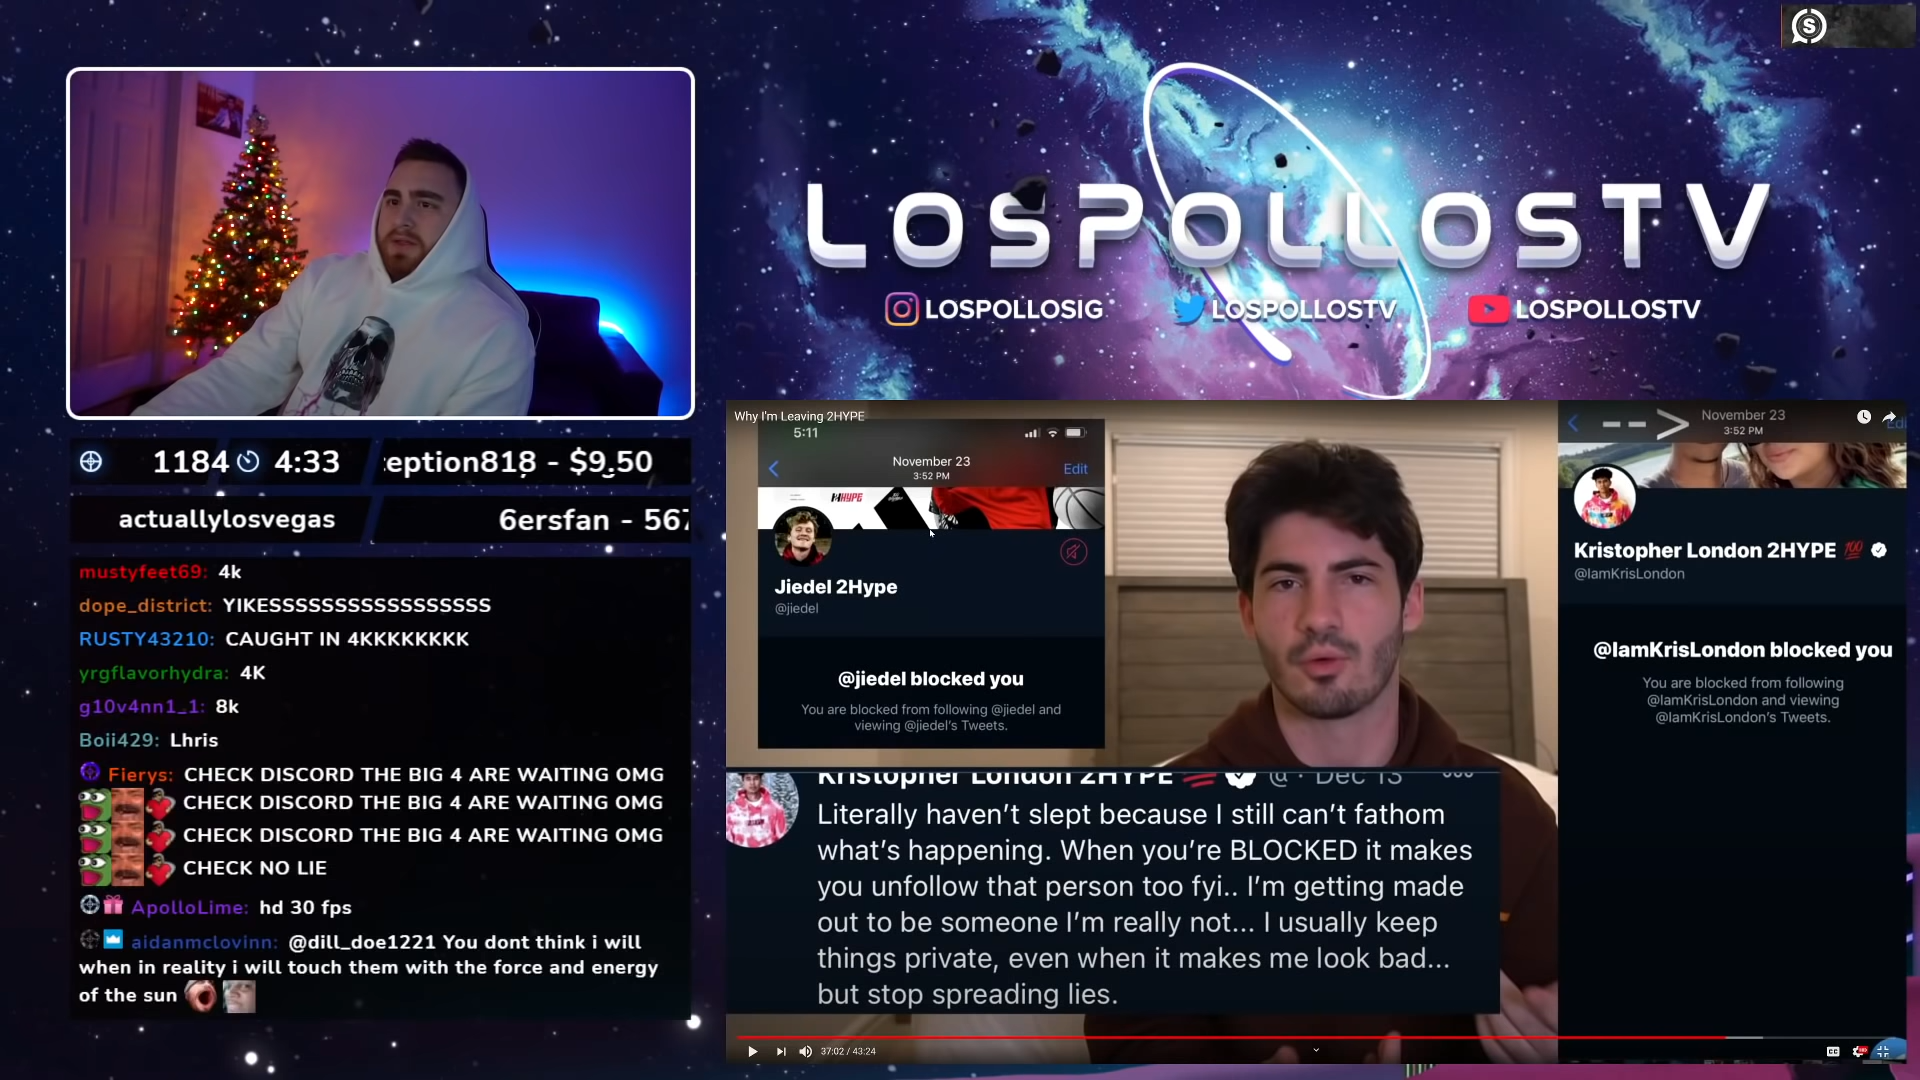 LOSPOLLOSTV
LOSPOLLOSIG
LOSPOLLOSTV
LOSPOLLOSTV
1184
4:33
eption818 - $9.50
actuallylosvegas
6ersfan - 567
mustyfeet69: 4k
dope_district: YIKESSSSSSSSSSSSSSSSS
RUSTY43210: CAUGHT IN 4KKKKKKKK
yrgflavorhydra: 4K
g10v4nn1_1: 8k
Boii429: Lhris
Fierys: CHECK DISCORD THE BIG 4 ARE WAITING OMG
CHECK DISCORD THE BIG 4 ARE WAITING OMG
CHECK DISCORD THE BIG 4 ARE WAITING OMG
CHECK NO LIE
ApolloLime: hd 30 fps
aidanmclovinn: @dill_doe1221 You dont think i will
when in reality i will touch them with the force and energy
of the sun
Why I'm Leaving 2HYPE
5:11
November 23
3:52 PM
Edit
HYPE
Jiedel 2Hype
@jiedel
@jiedel blocked you
You are blocked from following @jiedel and
viewing @jiedel's Tweets.
-->
November 23
3:52 PM
Edi
Kristopher London 2HYPE 💯
@IamKrisLondon
@IamKrisLondon blocked you
You are blocked from following
@IamKrisLondon and viewing
@IamKrisLondon's Tweets.
Kristopher London 2HYPE @ · Dec 13
Literally haven't slept because I still can't fathom
what's happening. When you're BLOCKED it makes
you unfollow that person too fyi.. I'm getting made
out to be someone I'm really not... I usually keep
things private, even when it makes me look bad...
but stop spreading lies.
37:02 / 43:24